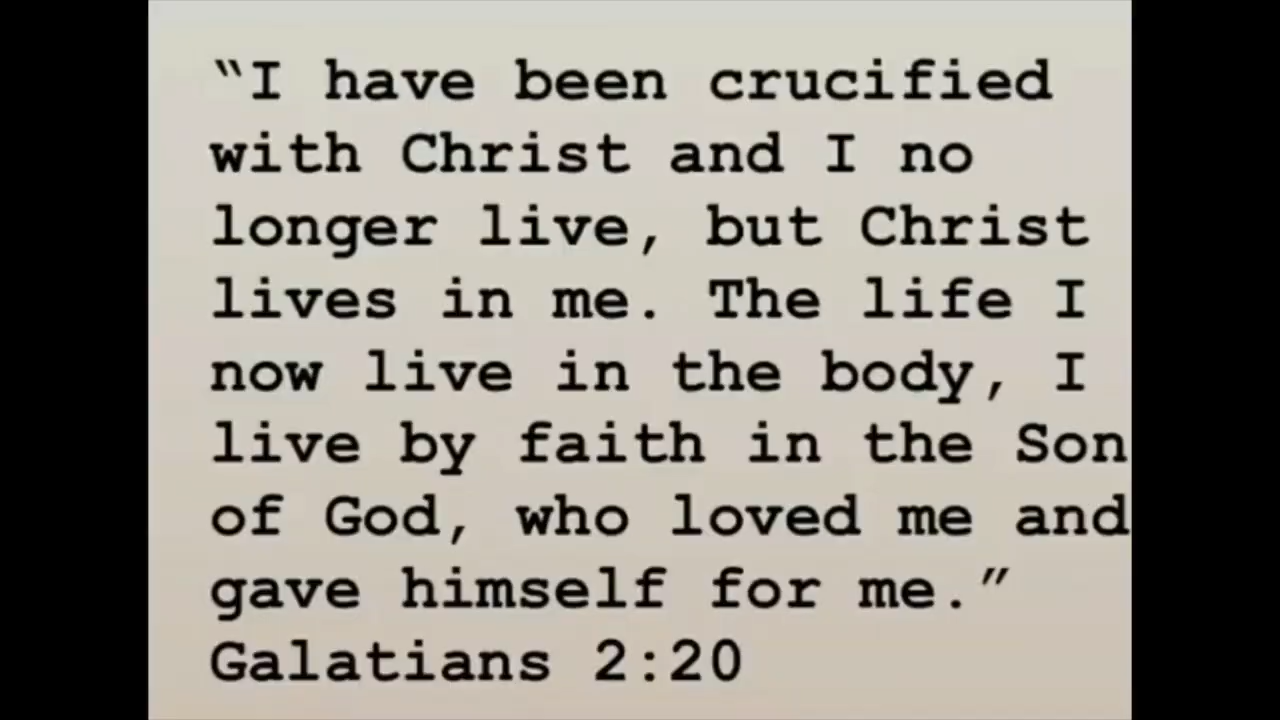 “I have been crucified
with Christ and I no
longer live, but Christ
lives in me. The life I
now live in the body, I
live by faith in the Son
of God, who loved me and
gave himself for me.”
Galatians 2:20